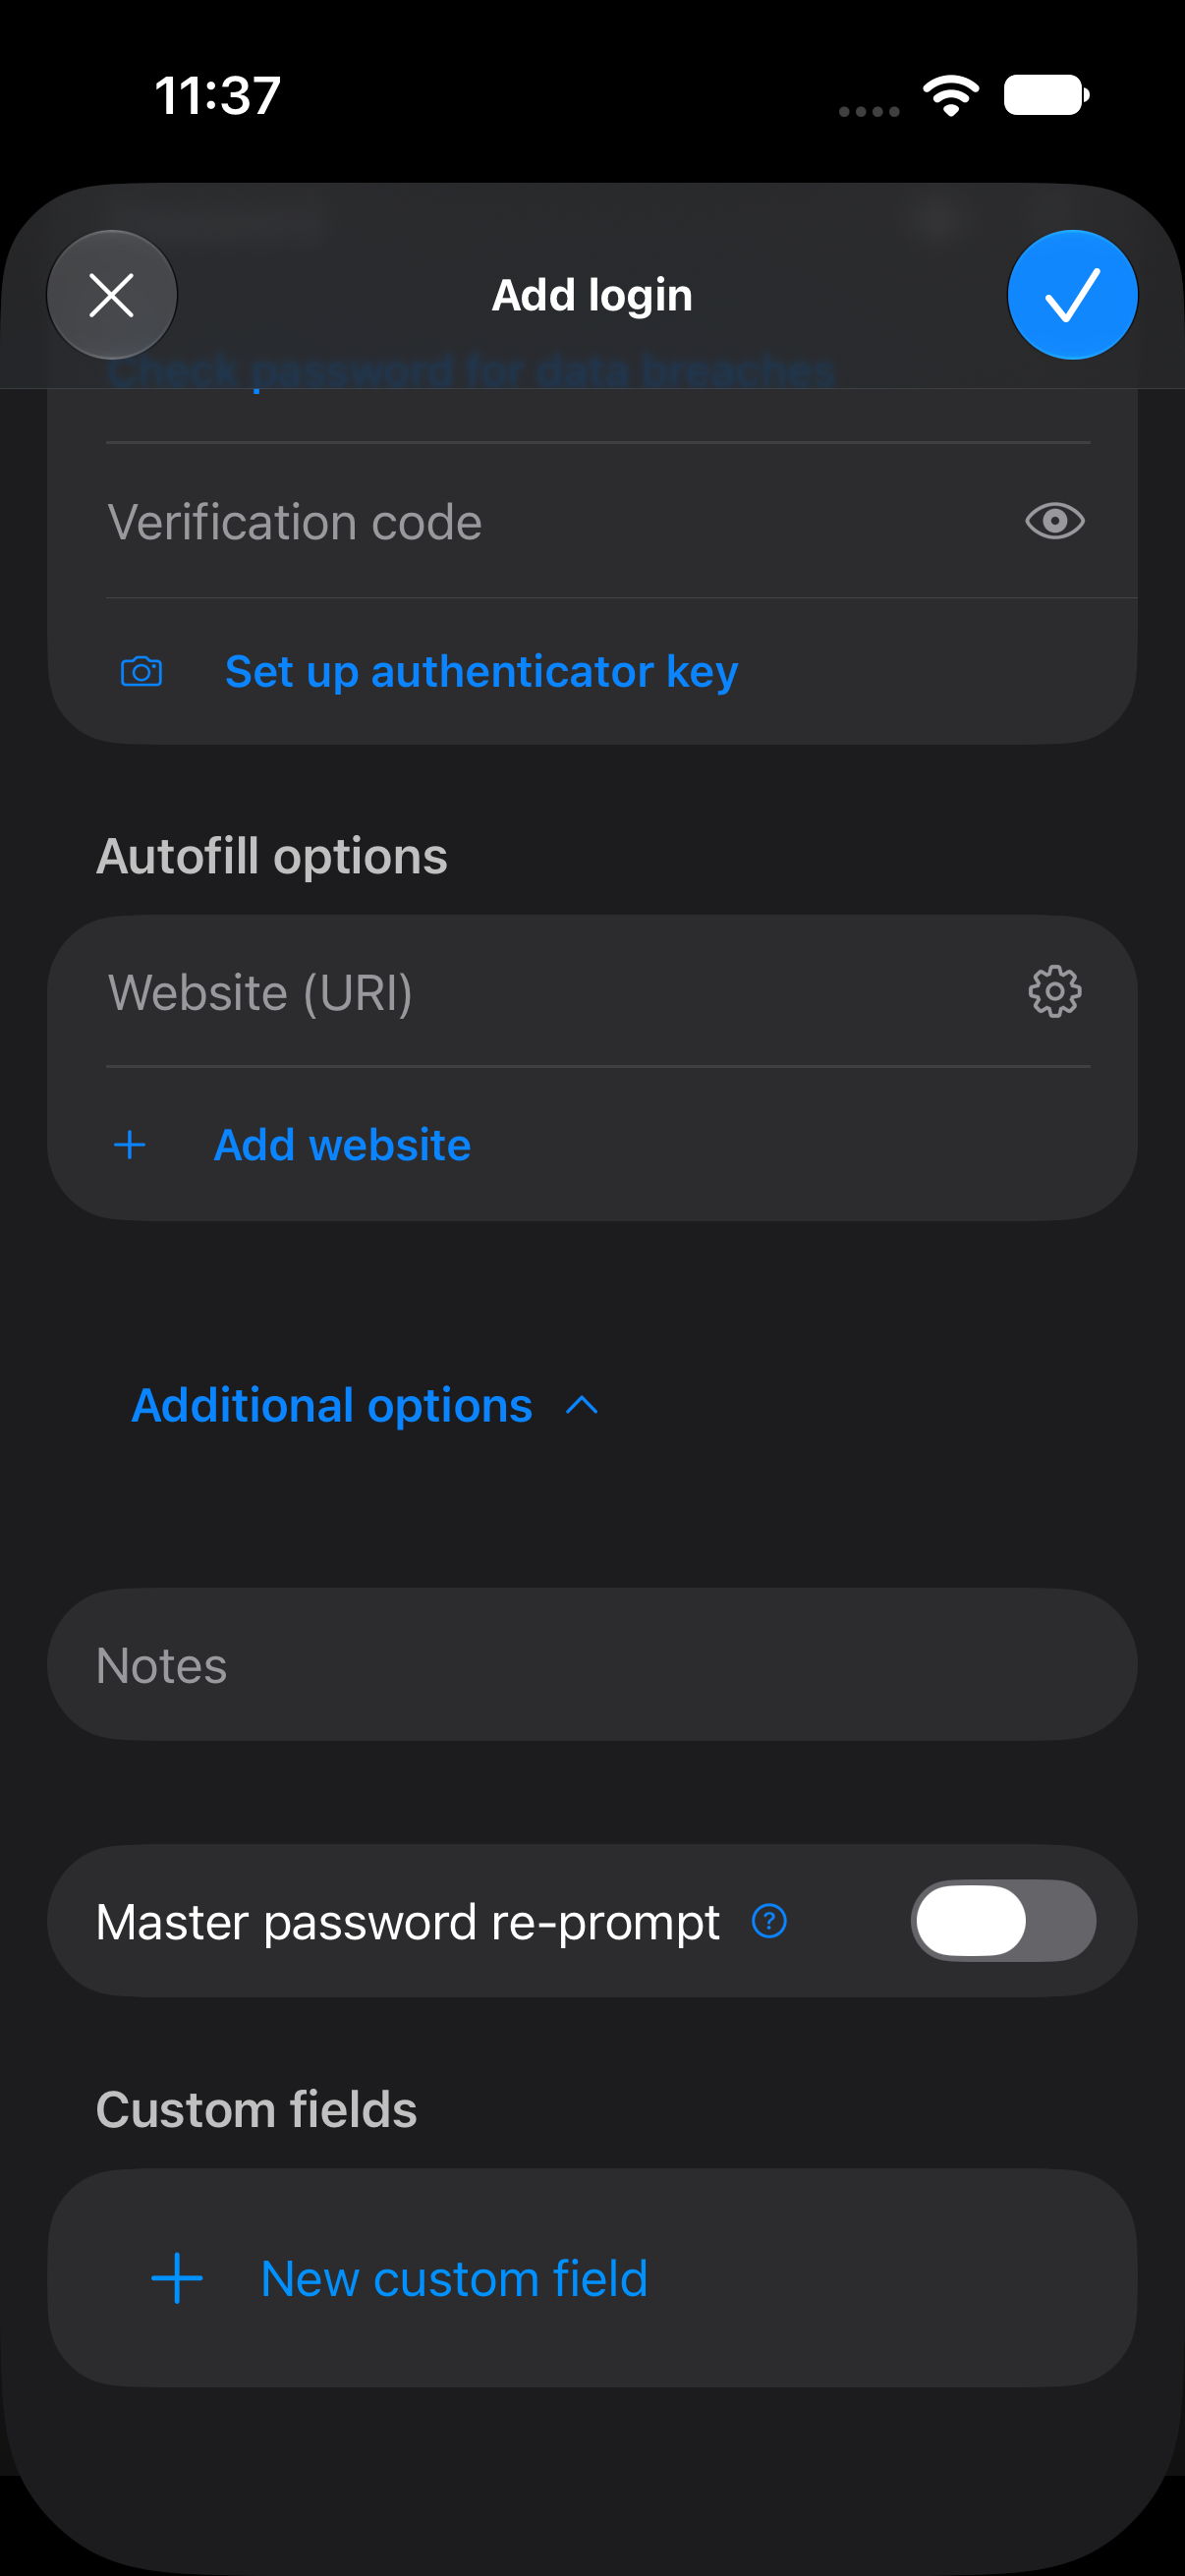 11:37
Add login
Check password for data breaches
Verification code
Set up authenticator key
Autofill options
Website (URI)
Add website
Additional options
Notes
Master password re-prompt
Custom fields
New custom field